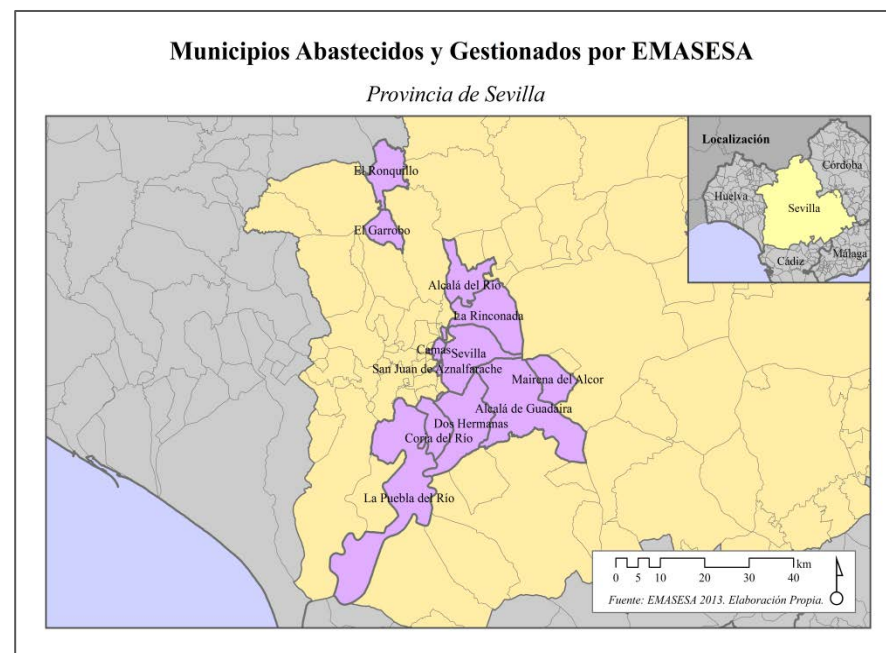 Municipios Abastecidos y Gestionados por EMASESA
Provincia de Sevilla
Localización
Córdoba
Huelva
Sevilla
Cádiz
Málaga
El Ronquillo
El Garrobo
Alcalá del Río
La Rinconada
Camas
Sevilla
San Juan de Aznalfarache
Mairena del Alcor
Alcalá de Guadaira
Dos Hermanas
Coria del Río
La Puebla del Río
km
0 5 10 20 30 40
Fuente: EMASESA 2013. Elaboración Propia.